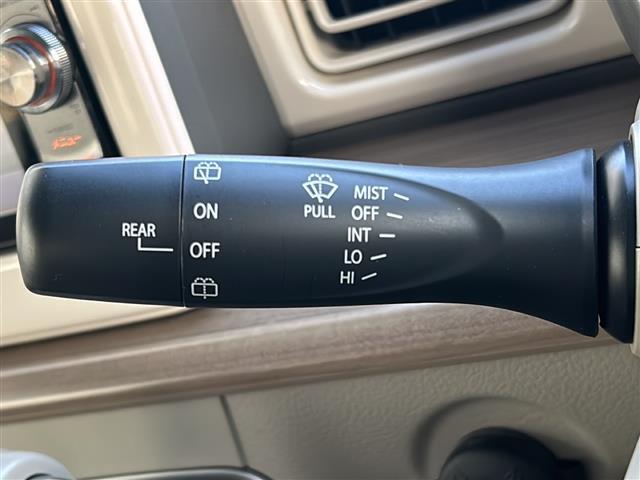 REAR
ON
OFF
PULL
MIST
OFF
INT
LO
HI